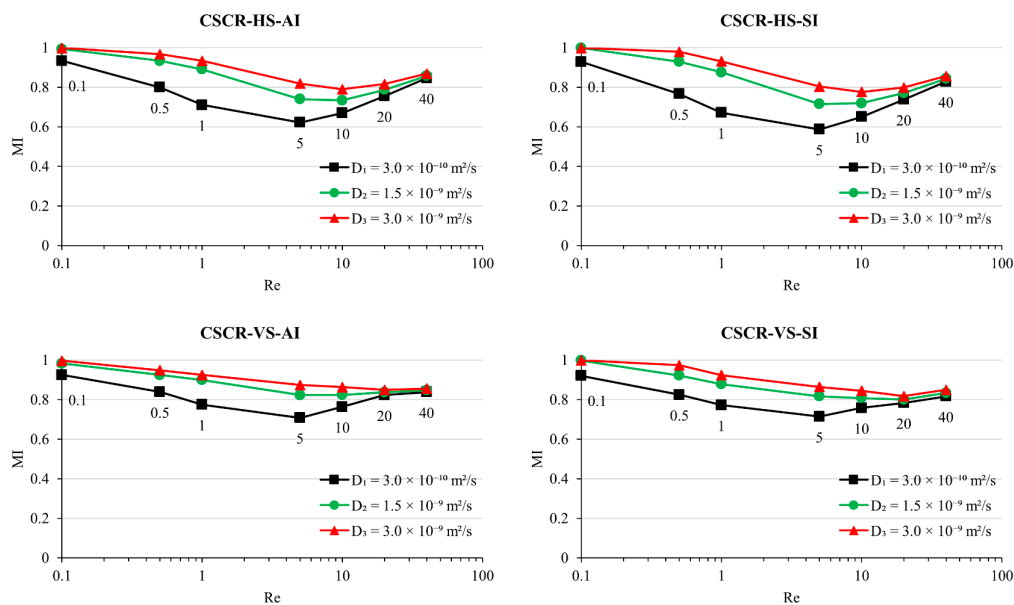 CSCR-HS-AI
1
0.8
0.6
0.4
0.2
0
MI
0.1
0.5
1
5
10
20
40
D₁ = 3.0 × 10⁻¹⁰ m²/s
D₂ = 1.5 × 10⁻⁹ m²/s
D₃ = 3.0 × 10⁻⁹ m²/s
0.1 1 10 100
Re
CSCR-HS-SI
1
0.8
0.6
0.4
0.2
0
MI
0.1
0.5
1
5
10
20
40
D₁ = 3.0 × 10⁻¹⁰ m²/s
D₂ = 1.5 × 10⁻⁹ m²/s
D₃ = 3.0 × 10⁻⁹ m²/s
0.1 1 10 100
Re
CSCR-VS-AI
1
0.8
0.6
0.4
0.2
0
MI
0.1
0.5
1
5
10
20
40
D₁ = 3.0 × 10⁻¹⁰ m²/s
D₂ = 1.5 × 10⁻⁹ m²/s
D₃ = 3.0 × 10⁻⁹ m²/s
0.1 1 10 100
Re
CSCR-VS-SI
1
0.8
0.6
0.4
0.2
0
MI
0.1
0.5
1
5
10
20
40
D₁ = 3.0 × 10⁻¹⁰ m²/s
D₂ = 1.5 × 10⁻⁹ m²/s
D₃ = 3.0 × 10⁻⁹ m²/s
0.1 1 10 100
Re